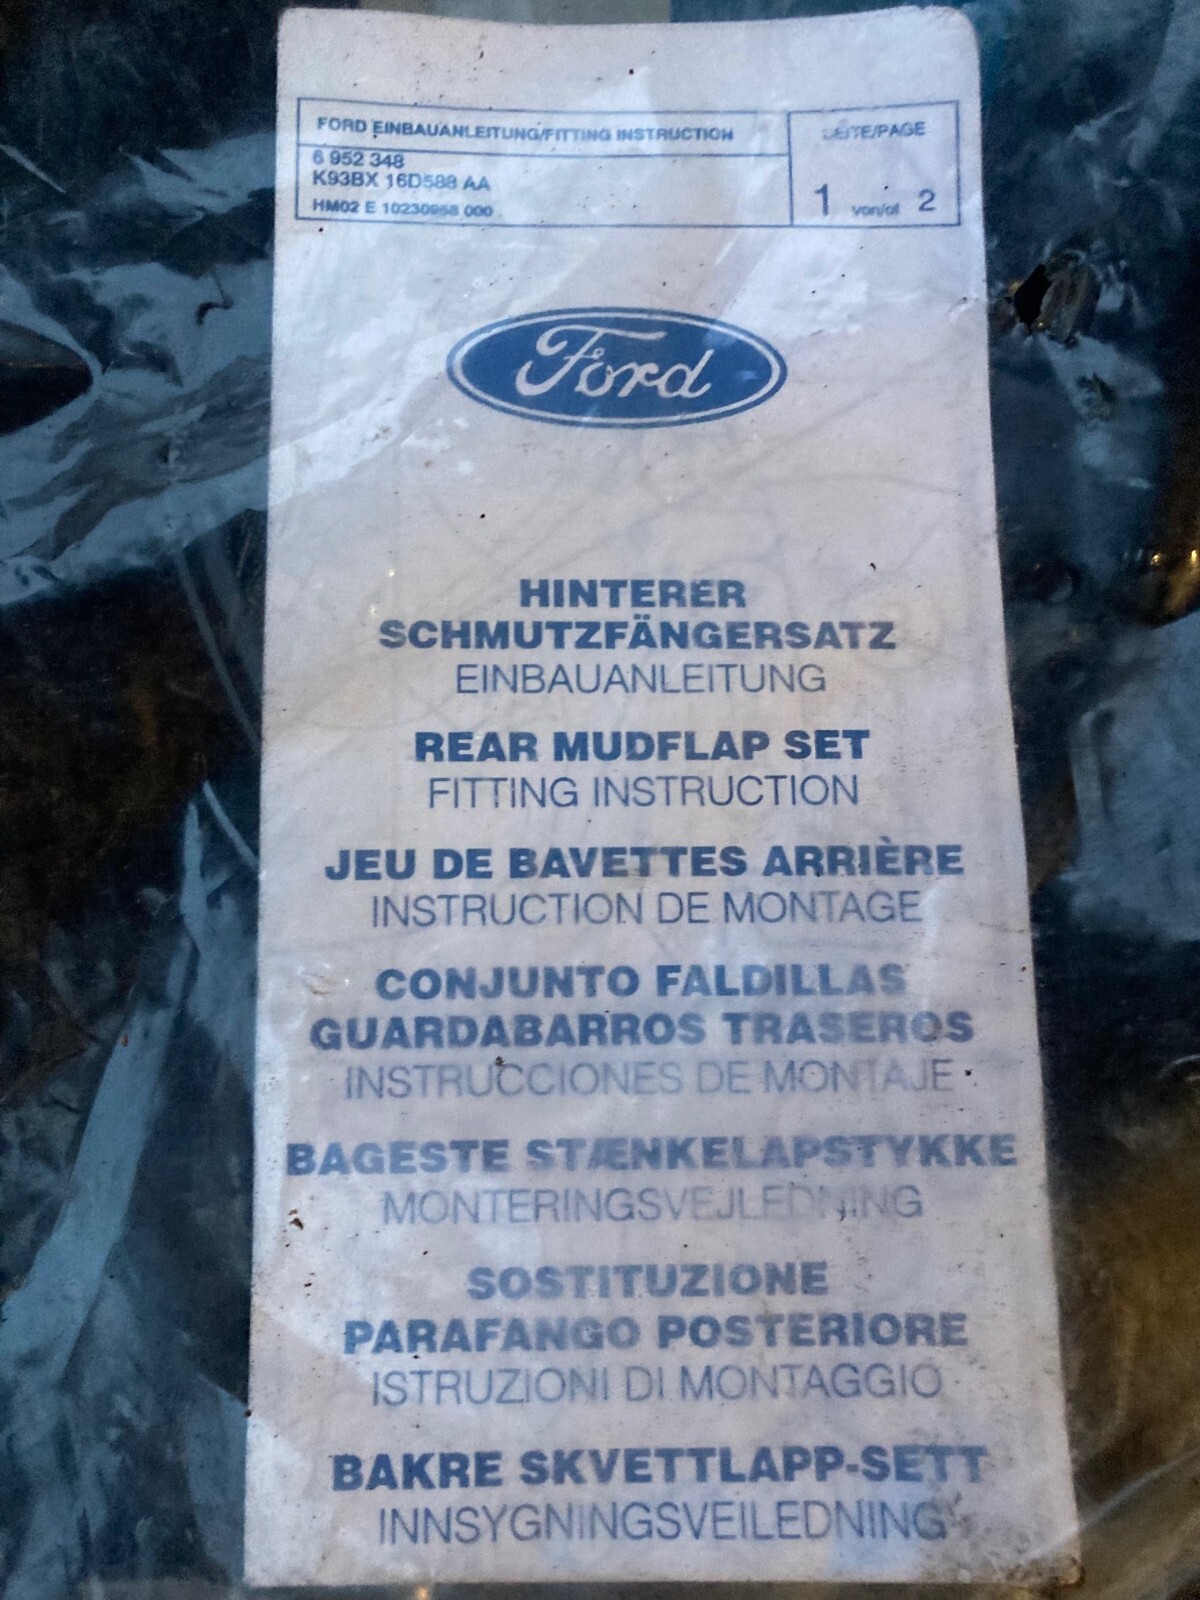 FORD EINBAUANLEITUNG/FITTING INSTRUCTION
6 952 348
K93BX 16D588 AA
HM02 E 10230958 000
SEITE/PAGE
1 von/of 2
Ford
HINTERER
SCHMUTZFÄNGERSATZ
EINBAUANLEITUNG
REAR MUDFLAP SET
FITTING INSTRUCTION
JEU DE BAVETTES ARRIÈRE
INSTRUCTION DE MONTAGE
CONJUNTO FALDILLAS
GUARDABARROS TRASEROS
INSTRUCCIONES DE MONTAJE
BAGESTE STÆNKELAPSTYKKE
MONTERINGSVEJLEDNING
SOSTITUZIONE
PARAFANGO POSTERIORE
ISTRUZIONI DI MONTAGGIO
BAKRE SKVETTLAPP-SETT
INNSYGNINGSVEILEDNING